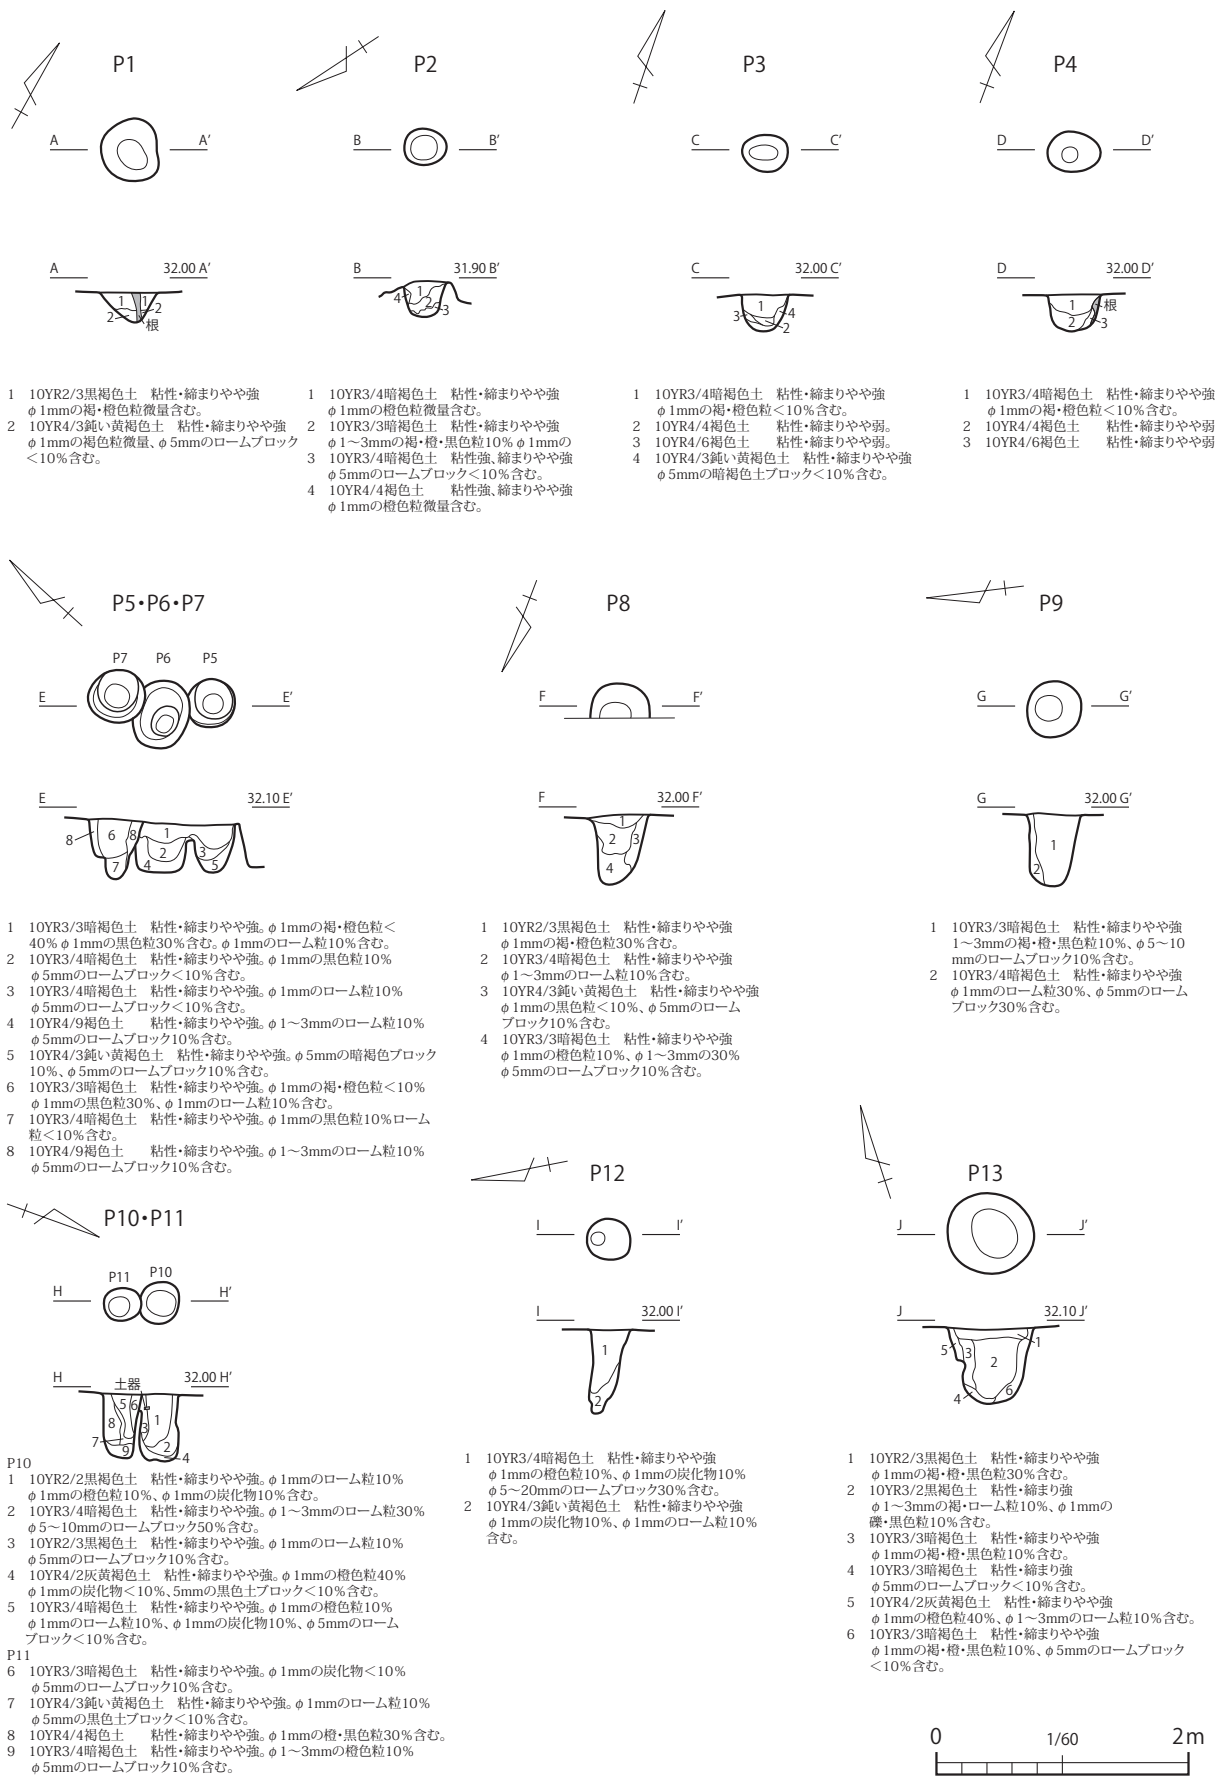 P1
A A′
A 32.00 A′
1 1
2 2
根
1 10YR2/3黒褐色土 粘性・締まりやや強
φ1mmの褐・橙色粒微量含む。
2 10YR4/3鈍い黄褐色土 粘性・締まりやや強
φ1mmの褐色粒微量、φ5mmのロームブロック
＜10％含む。
P2
B B′
B 31.90 B′
4 1 2 3
1 10YR3/4暗褐色土 粘性・締まりやや強
φ1mmの橙色粒微量含む。
2 10YR3/3暗褐色土 粘性・締まりやや強
φ1～3mmの褐・橙・黒色粒10％φ1mmの
3 10YR3/4暗褐色土 粘性強、締まりやや強
φ5mmのロームブロック＜10％含む。
4 10YR4/4褐色土 粘性強、締まりやや強
φ1mmの橙色粒微量含む。
P3
C C′
C 32.00 C′
1 4
3 2
1 10YR3/4暗褐色土 粘性・締まりやや強
φ1mmの褐・橙色粒＜10％含む。
2 10YR4/4褐色土 粘性・締まりやや弱。
3 10YR4/6褐色土 粘性・締まりやや弱。
4 10YR4/3鈍い黄褐色土 粘性・締まりやや強
φ5mmの暗褐色土ブロック＜10％含む。
P4
D D′
D 32.00 D′
1 根
2 3
1 10YR3/4暗褐色土 粘性・締まりやや強
φ1mmの褐・橙色粒＜10％含む。
2 10YR4/4褐色土 粘性・締まりやや弱
3 10YR4/6褐色土 粘性・締まりやや弱
P5・P6・P7
P7 P6 P5
E E′
E 32.10 E′
8 6 8 1
7 4 2 3 5
1 10YR3/3暗褐色土 粘性・締まりやや強。φ1mmの褐・橙色粒＜
40％φ1mmの黒色粒30％含む。φ1mmのローム粒10％含む。
2 10YR3/4暗褐色土 粘性・締まりやや強。φ1mmの黒色粒10％
φ5mmのロームブロック＜10％含む。
3 10YR3/4暗褐色土 粘性・締まりやや強。φ1mmのローム粒10％
φ5mmのロームブロック＜10％含む。
4 10YR4/9褐色土 粘性・締まりやや強。φ1～3mmのローム粒10％
φ5mmのロームブロック10％含む。
5 10YR4/3鈍い黄褐色土 粘性・締まりやや強。φ5mmの暗褐色ブロック
10％、φ5mmのロームブロック10％含む。
6 10YR3/3暗褐色土 粘性・締まりやや強。φ1mmの褐・橙色粒＜10％
φ1mmの黒色粒30％、φ1mmのローム粒10％含む。
7 10YR3/4暗褐色土 粘性・締まりやや強。φ1mmの黒色粒10％ローム
粒＜10％含む。
8 10YR4/9褐色土 粘性・締まりやや強。φ1～3mmのローム粒10％
φ5mmのロームブロック10％含む。
P8
F F′
F 32.00 F′
1
2 3
4
1 10YR2/3黒褐色土 粘性・締まりやや強
φ1mmの褐・橙色粒30％含む。
2 10YR3/4暗褐色土 粘性・締まりやや強
φ1～3mmのローム粒10％含む。
3 10YR4/3鈍い黄褐色土 粘性・締まりやや強
φ1mmの黒色粒＜10％、φ5mmのローム
ブロック10％含む。
4 10YR3/3暗褐色土 粘性・締まりやや強
φ1mmの橙色粒10％、φ1～3mmの30％
φ5mmのロームブロック10％含む。
P9
G G′
G 32.00 G′
1
2
1 10YR3/3暗褐色土 粘性・締まりやや強
1～3mmの褐・橙・黒色粒10％、φ5～10
mmのロームブロック10％含む。
2 10YR3/4暗褐色土 粘性・締まりやや強
φ1mmのローム粒30％、φ5mmのローム
ブロック30％含む。
P10・P11
P11 P10
H H′
H 土器 32.00 H′
5 6
8 3 1
7 9 2 4
P10
1 10YR2/2黒褐色土 粘性・締まりやや強。φ1mmのローム粒10％
φ1mmの橙色粒10％、φ1mmの炭化物10％含む。
2 10YR3/4暗褐色土 粘性・締まりやや強。φ1～3mmのローム粒30％
φ5～10mmのロームブロック50％含む。
3 10YR2/3黒褐色土 粘性・締まりやや強。φ1mmのローム粒10％
φ5mmのロームブロック10％含む。
4 10YR4/2灰黄褐色土 粘性・締まりやや強。φ1mmの橙色粒40％
φ1mmの炭化物＜10％、5mmの黒色土ブロック＜10％含む。
5 10YR3/4暗褐色土 粘性・締まりやや強。φ1mmの橙色粒10％
φ1mmのローム粒10％、φ1mmの炭化物10％、φ5mmのローム
ブロック＜10％含む。
P11
6 10YR3/3暗褐色土 粘性・締まりやや強。φ1mmの炭化物＜10％
φ5mmのロームブロック10％含む。
7 10YR4/3鈍い黄褐色土 粘性・締まりやや強。φ1mmのローム粒10％
φ5mmの黒色土ブロック＜10％含む。
8 10YR4/4褐色土 粘性・締まりやや強。φ1mmの橙・黒色粒30％含む。
9 10YR3/4暗褐色土 粘性・締まりやや強。φ1～3mmの橙色粒10％
φ5mmのロームブロック10％含む。
P12
I I′
I 32.00 I′
1
2
1 10YR3/4暗褐色土 粘性・締まりやや強
φ1mmの橙色粒10％、φ1mmの炭化物10％
φ5～20mmのロームブロック30％含む。
2 10YR4/3鈍い黄褐色土 粘性・締まりやや強
φ1mmの炭化物10％、φ1mmのローム粒10％
含む。
P13
J J′
J 32.10 J′
5 3 2 1
4 6
1 10YR2/3黒褐色土 粘性・締まりやや強
φ1mmの褐・橙・黒色粒30％含む。
2 10YR3/2黒褐色土 粘性・締まり強
φ1～3mmの褐・ローム粒10％、φ1mmの
礫・黒色粒10％含む。
3 10YR3/3暗褐色土 粘性・締まりやや強
φ1mmの褐・橙・黒色粒10％含む。
4 10YR3/3暗褐色土 粘性・締まり強
φ5mmのロームブロック＜10％含む。
5 10YR4/2灰黄褐色土 粘性・締まりやや強
φ1mmの橙色粒40％、φ1～3mmのローム粒10％含む。
6 10YR3/3暗褐色土 粘性・締まりやや強
φ1mmの褐・橙・黒色粒10％、φ5mmのロームブロック
＜10％含む。
0 1/60 2m